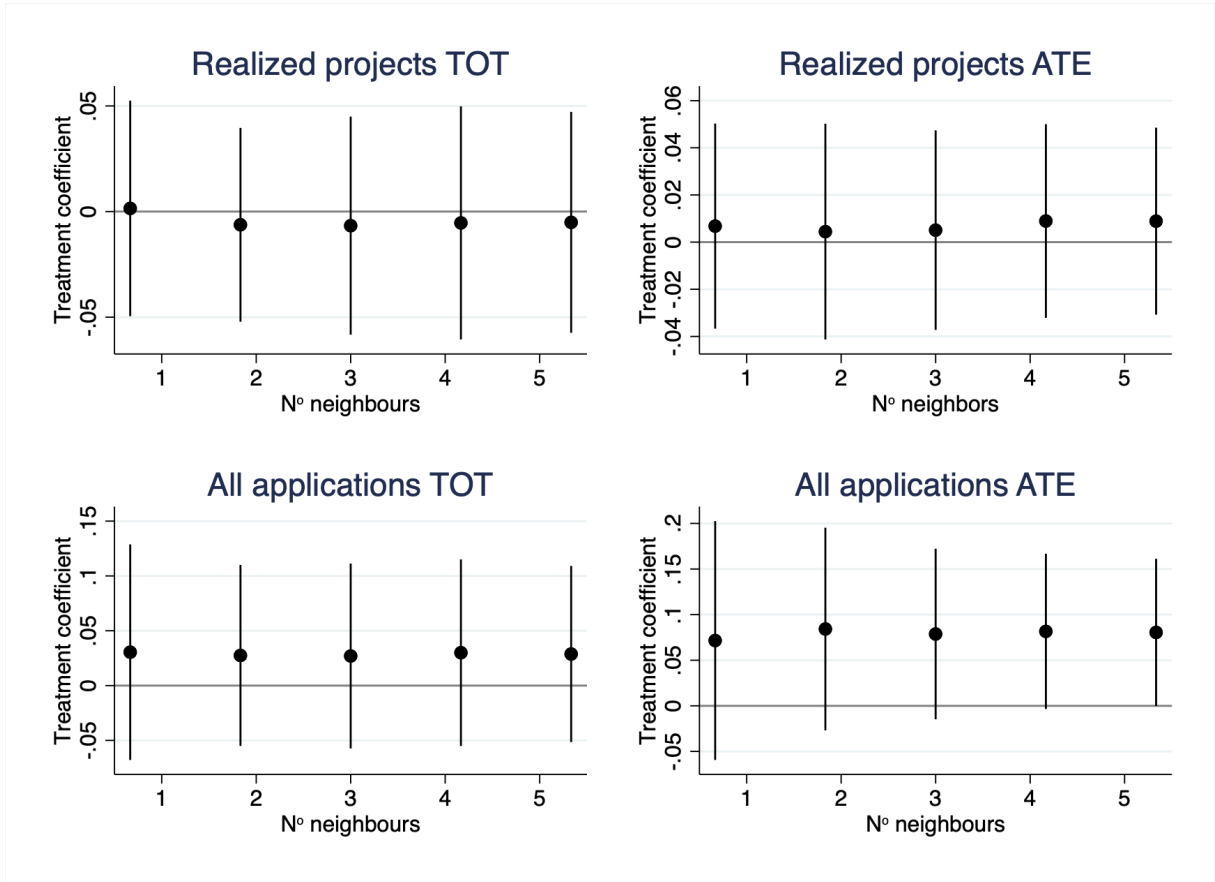 Realized projects TOT
Treatment coefficient
.05
0
-.05
1 2 3 4 5
Nº neighbours
Realized projects ATE
Treatment coefficient
.06
.04
.02
0
-.02
-.04
1 2 3 4 5
Nº neighbors
All applications TOT
Treatment coefficient
.15
.1
.05
0
-.05
1 2 3 4 5
Nº neighbours
All applications ATE
Treatment coefficient
.2
.15
.1
.05
0
-.05
1 2 3 4 5
Nº neighbours